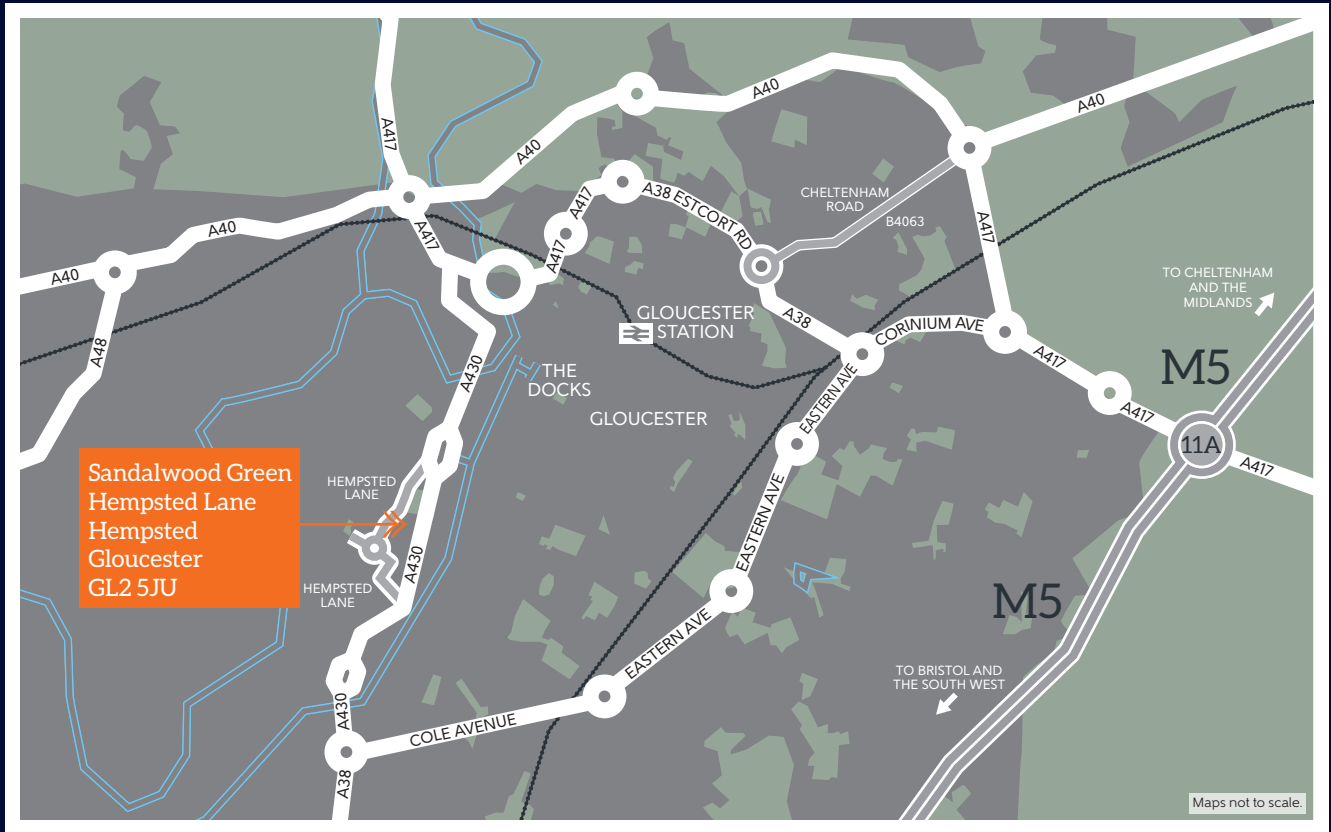 A40
A40
A40
A417
A40
A417
A38 ESTCORT RD
CHELTENHAM
ROAD
B4063
A417
A40
A417
A417
TO CHELTENHAM
AND THE
MIDLANDS
A40
A38
GLOUCESTER
STATION
CORINIUM AVE
A48
A430
THE
DOCKS
A417
M5
EASTERN AVE
A417
GLOUCESTER
11A
A417
Sandalwood Green
Hempsted Lane
Hempsted
Gloucester
GL2 5JU
HEMPSTED
LANE
EASTERN AVE
A430
HEMPSTED
LANE
M5
EASTERN AVE
TO BRISTOL AND
THE SOUTH WEST
A430
COLE AVENUE
A38
Maps not to scale.